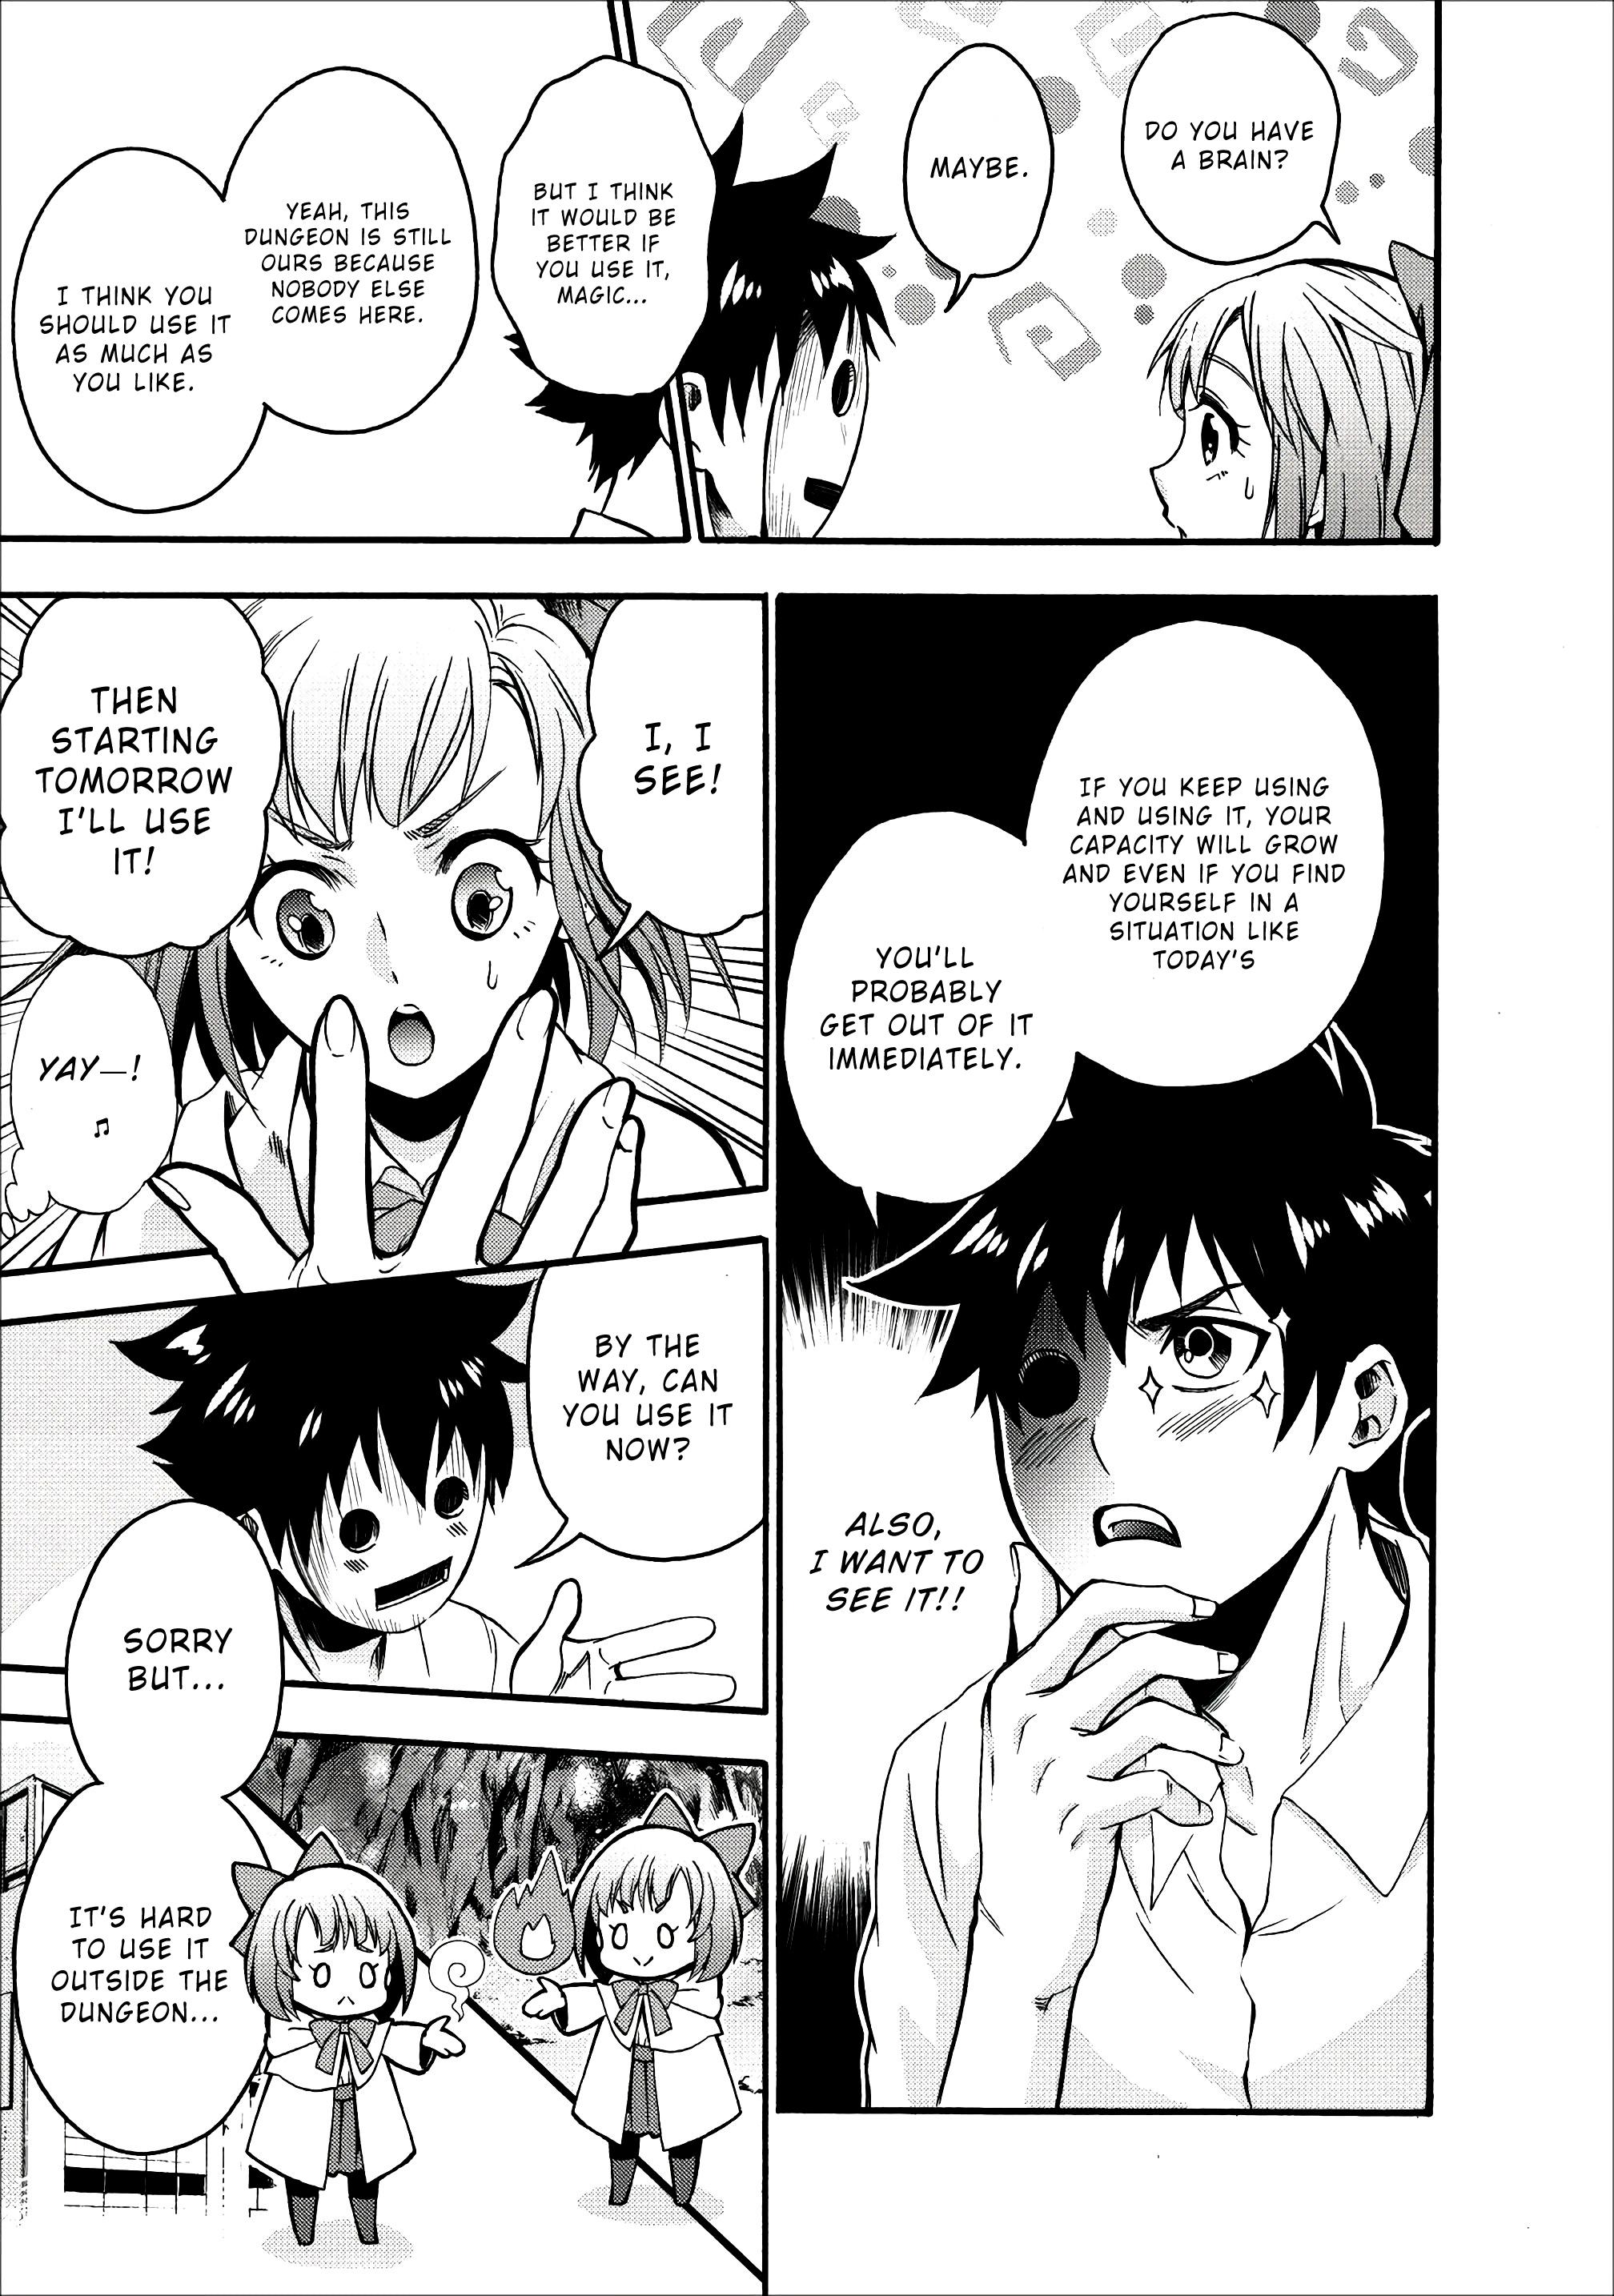 DO YOU HAVE
A BRAIN?
MAYBE.
BUT I THINK
IT WOULD BE
BETTER IF
YOU USE IT,
MAGIC...
YEAH, THIS
DUNGEON IS STILL
OURS BECAUSE
NOBODY ELSE
COMES HERE.
I THINK YOU
SHOULD USE IT
AS MUCH AS
YOU LIKE.
IF YOU KEEP USING
AND USING IT, YOUR
CAPACITY WILL GROW
AND EVEN IF YOU FIND
YOURSELF IN A
SITUATION LIKE
TODAY'S
YOU'LL
PROBABLY
GET OUT OF IT
IMMEDIATELY.
ALSO,
I WANT TO
SEE IT!!
I, I
SEE!
THEN
STARTING
TOMORROW
I'LL USE
IT!
YAY—!
♫
BY THE
WAY, CAN
YOU USE IT
NOW?
SORRY
BUT...
IT'S HARD
TO USE IT
OUTSIDE THE
DUNGEON...